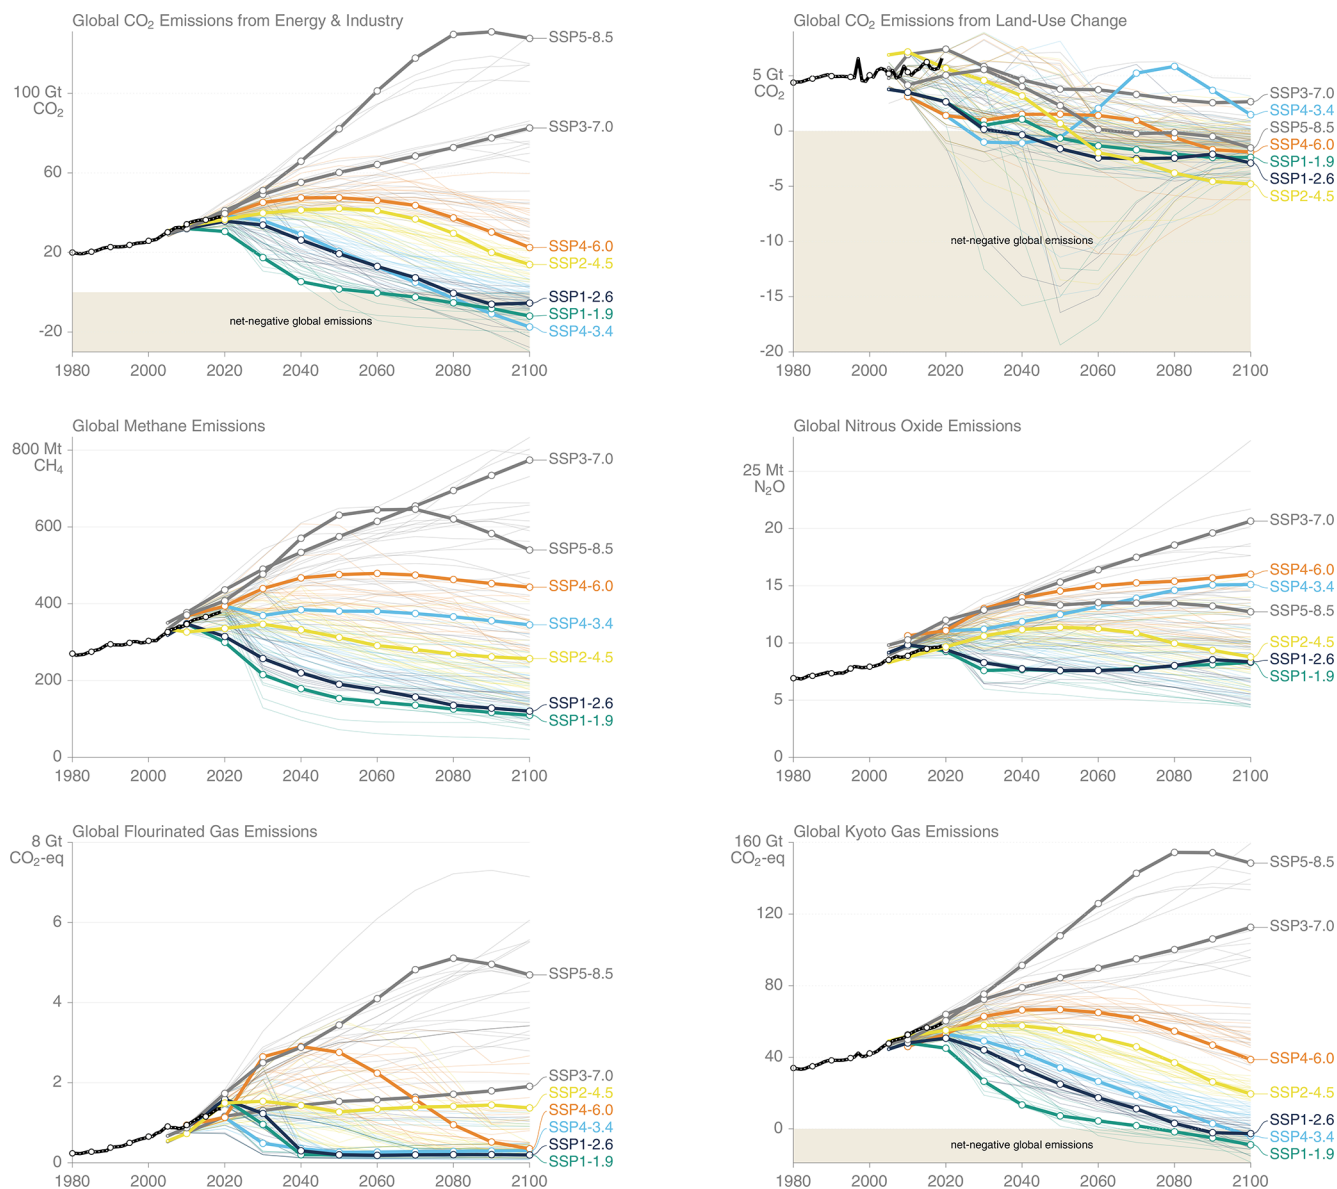 Global CO₂ Emissions from Energy & Industry
100 Gt
CO₂
60
20
-20
net-negative global emissions
SSP5-8.5
SSP3-7.0
SSP4-6.0
SSP2-4.5
SSP1-2.6
SSP1-1.9
SSP4-3.4
1980 2000 2020 2040 2060 2080 2100
Global CO₂ Emissions from Land-Use Change
5 Gt
CO₂
0
-5
-10
-15
-20
net-negative global emissions
SSP3-7.0
SSP4-3.4
SSP5-8.5
SSP4-6.0
SSP1-1.9
SSP1-2.6
SSP2-4.5
1980 2000 2020 2040 2060 2080 2100
Global Methane Emissions
800 Mt
CH₄
600
400
200
0
SSP3-7.0
SSP5-8.5
SSP4-6.0
SSP4-3.4
SSP2-4.5
SSP1-2.6
SSP1-1.9
1980 2000 2020 2040 2060 2080 2100
Global Nitrous Oxide Emissions
25 Mt
N₂O
20
15
10
5
0
SSP3-7.0
SSP4-6.0
SSP4-3.4
SSP5-8.5
SSP2-4.5
SSP1-2.6
SSP1-1.9
1980 2000 2020 2040 2060 2080 2100
Global Flourinated Gas Emissions
8 Gt
CO₂-eq
6
4
2
0
SSP5-8.5
SSP3-7.0
SSP2-4.5
SSP4-6.0
SSP4-3.4
SSP1-2.6
SSP1-1.9
1980 2000 2020 2040 2060 2080 2100
Global Kyoto Gas Emissions
160 Gt
CO₂-eq
120
80
40
0
net-negative global emissions
SSP5-8.5
SSP3-7.0
SSP4-6.0
SSP2-4.5
SSP1-2.6
SSP4-3.4
SSP1-1.9
1980 2000 2020 2040 2060 2080 2100